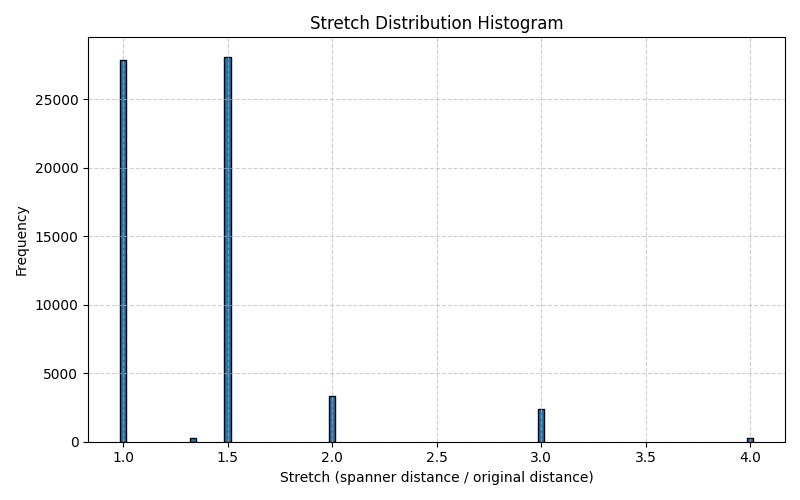 Stretch Distribution Histogram
Frequency
25000
20000
15000
10000
5000
0
1.0 1.5 2.0 2.5 3.0 3.5 4.0
Stretch (spanner distance / original distance)